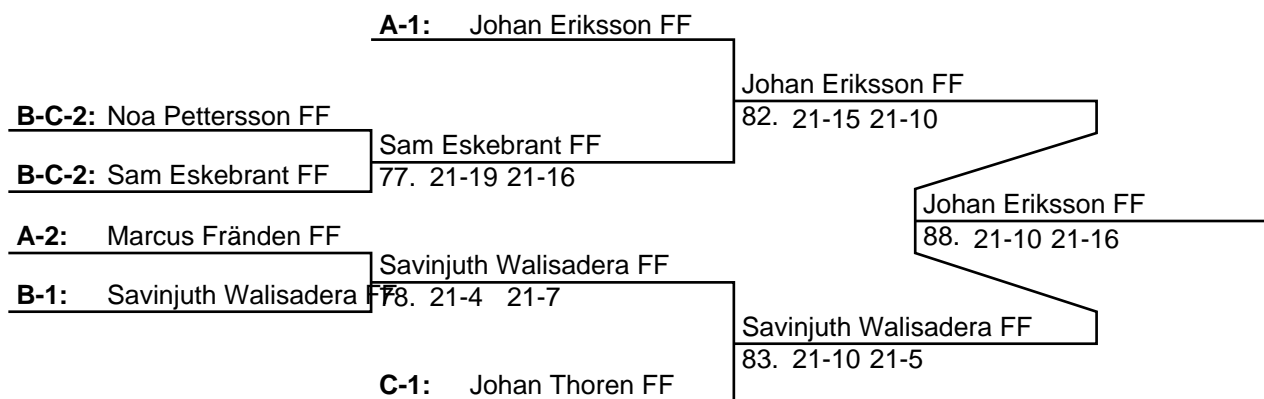 A-1: Johan Eriksson FF
Johan Eriksson FF
82. 21-15 21-10
B-C-2: Noa Pettersson FF
Sam Eskebrant FF
77. 21-19 21-16
B-C-2: Sam Eskebrant FF
Johan Eriksson FF
88. 21-10 21-16
A-2: Marcus Fränden FF
Savinjuth Walisadera FF
78. 21-4 21-7
B-1: Savinjuth Walisadera FF
Savinjuth Walisadera FF
83. 21-10 21-5
C-1: Johan Thoren FF